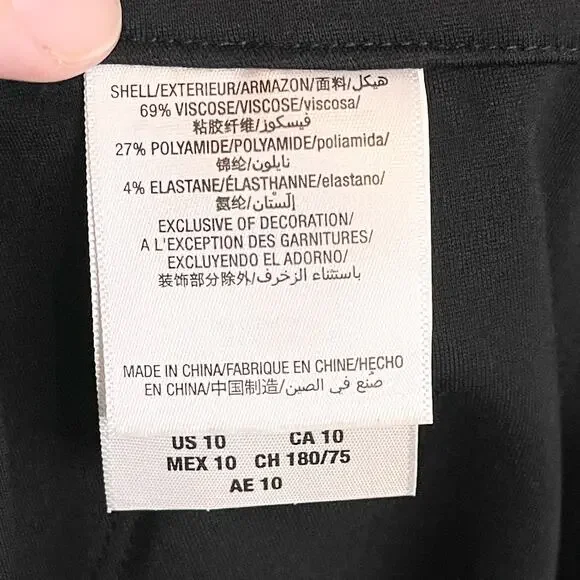 SHELL/EXTERIEUR/ARMAZON/面料/هيكل/
69% VISCOSE/VISCOSE/viscosa/
粘胶纤维/فيسكوز/
27% POLYAMIDE/POLYAMIDE/poliamida/
锦纶/نايلون/
4% ELASTANE/ÉLASTHANNE/elastano/
氨纶/إلستان/
EXCLUSIVE OF DECORATION/
A L'EXCEPTION DES GARNITURES/
EXCLUYENDO EL ADORNO/
装饰部分除外/باستثناء الزخرف/
MADE IN CHINA/FABRIQUE EN CHINE/HECHO
EN CHINA/中国制造/صُنع في الصين/
US 10 CA 10
MEX 10 CH 180/75
AE 10